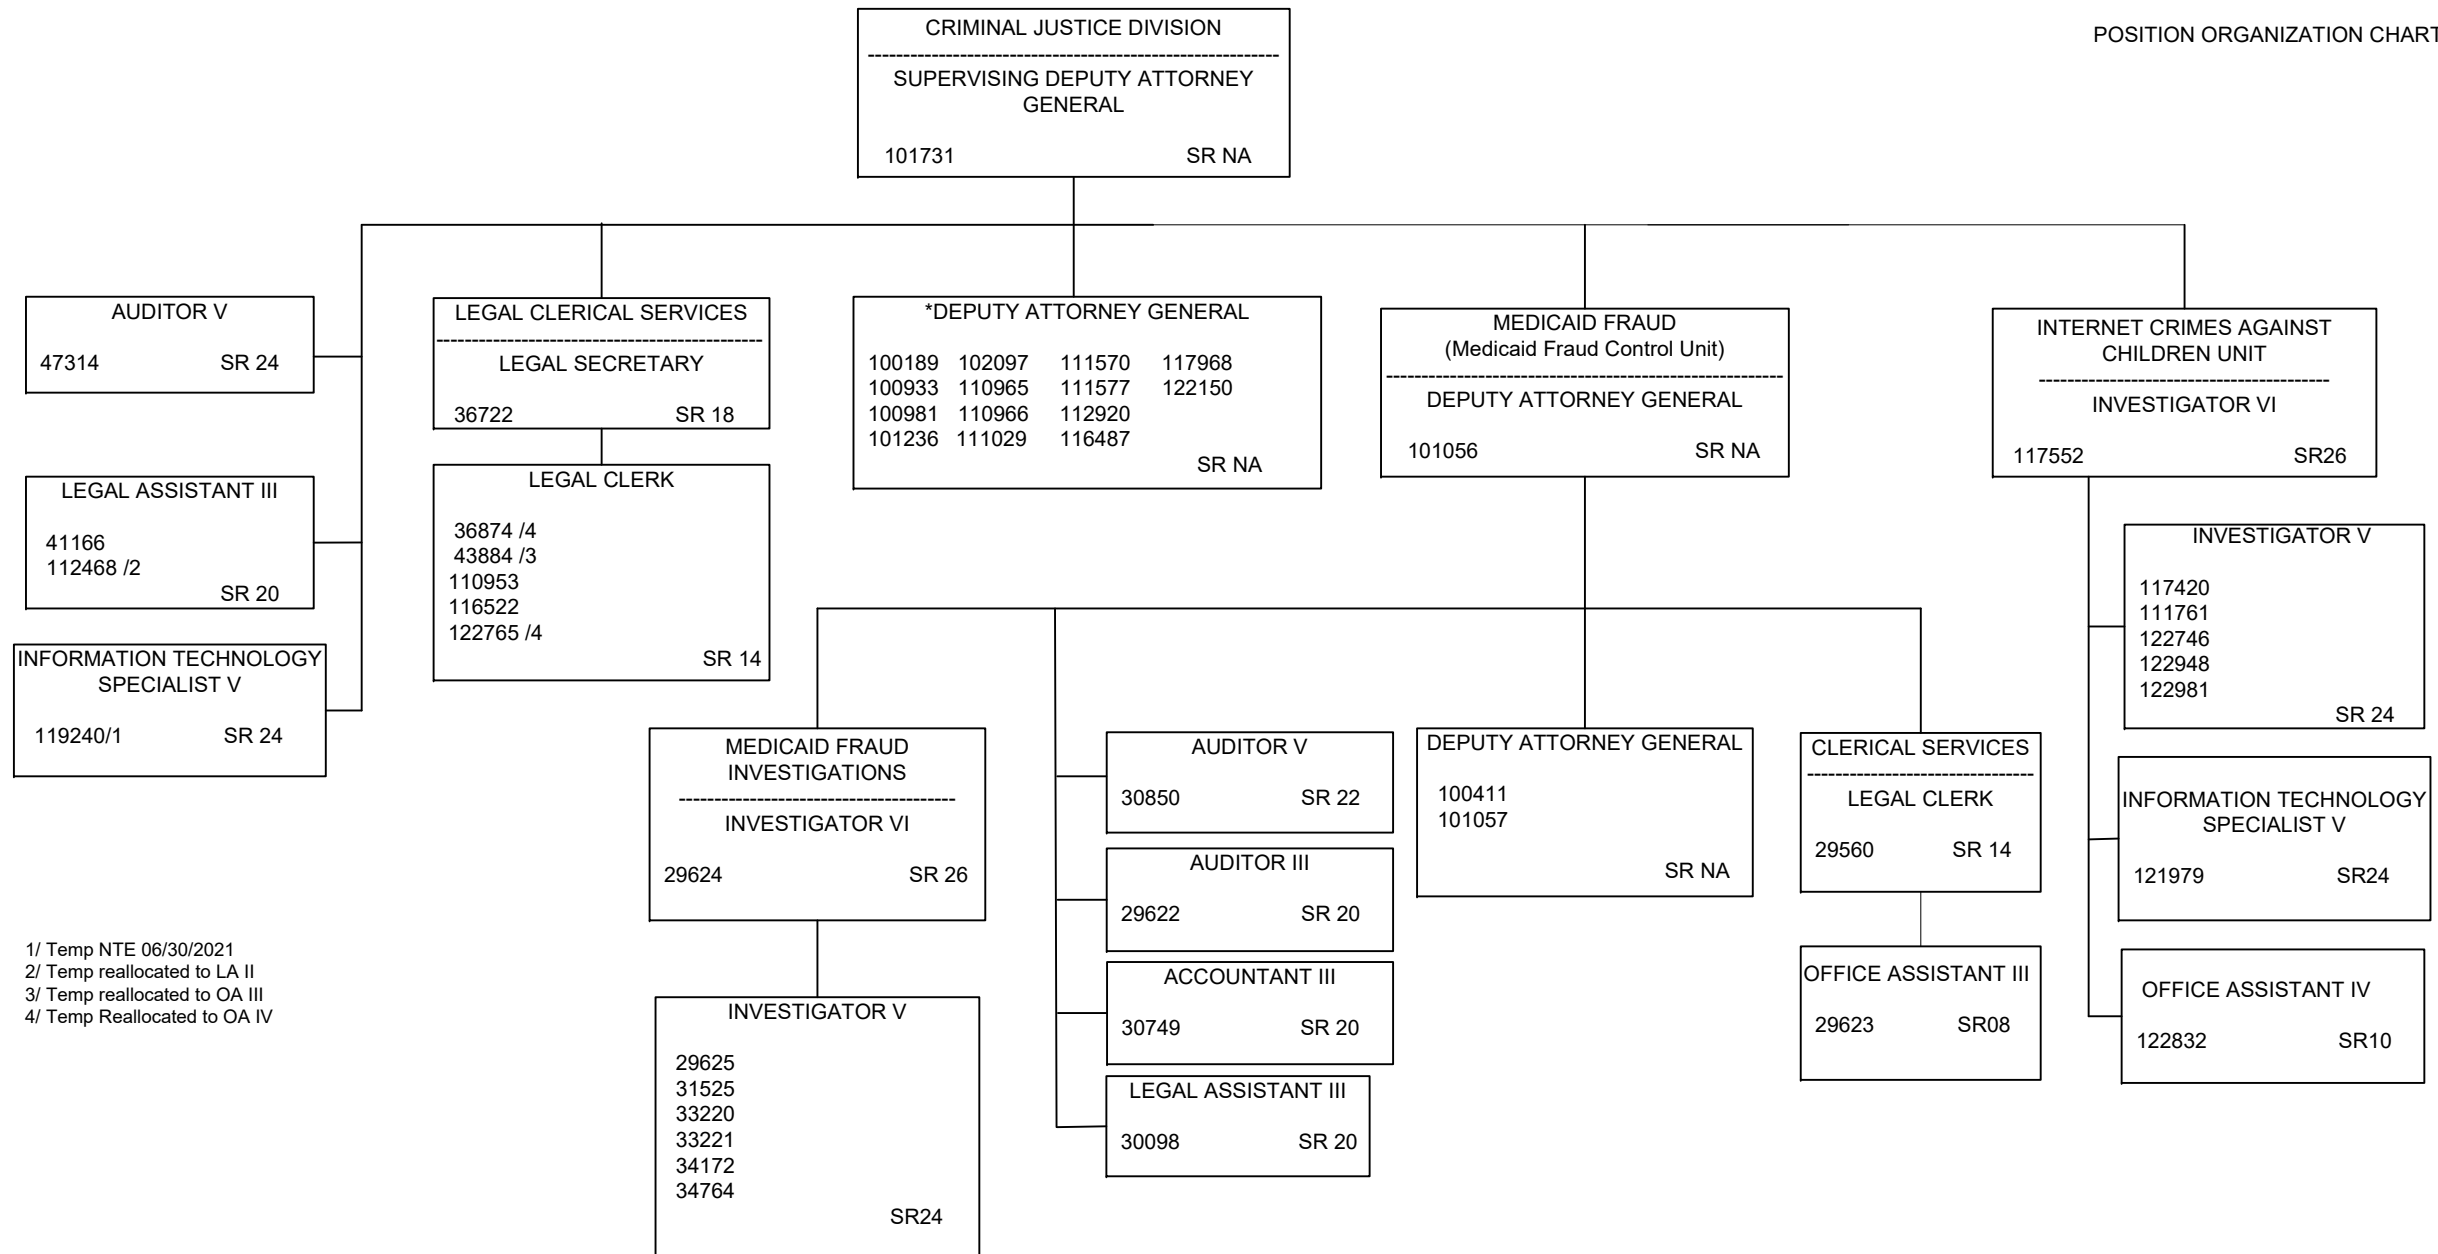 CRIMINAL JUSTICE DIVISION
SUPERVISING DEPUTY ATTORNEY
GENERAL
101731 SR NA
POSITION ORGANIZATION CHART
AUDITOR V
47314 SR 24
LEGAL ASSISTANT III
41166
112468 /2
SR 20
INFORMATION TECHNOLOGY
SPECIALIST V
119240/1 SR 24
LEGAL CLERICAL SERVICES
LEGAL SECRETARY
36722 SR 18
LEGAL CLERK
36874 /4
43884 /3
110953
116522
122765 /4
SR 14
*DEPUTY ATTORNEY GENERAL
100189 102097 111570 117968
100933 110965 111577 122150
100981 110966 112920
101236 111029 116487
SR NA
MEDICAID FRAUD
(Medicaid Fraud Control Unit)
DEPUTY ATTORNEY GENERAL
101056 SR NA
INTERNET CRIMES AGAINST
CHILDREN UNIT
INVESTIGATOR VI
117552 SR26
INVESTIGATOR V
117420
111761
122746
122948
122981
SR 24
INFORMATION TECHNOLOGY
SPECIALIST V
121979 SR24
OFFICE ASSISTANT IV
122832 SR10
MEDICAID FRAUD
INVESTIGATIONS
INVESTIGATOR VI
29624 SR 26
INVESTIGATOR V
29625
31525
33220
33221
34172
34764
SR24
AUDITOR V
30850 SR 22
AUDITOR III
29622 SR 20
ACCOUNTANT III
30749 SR 20
LEGAL ASSISTANT III
30098 SR 20
DEPUTY ATTORNEY GENERAL
100411
101057
SR NA
CLERICAL SERVICES
LEGAL CLERK
29560 SR 14
OFFICE ASSISTANT III
29623 SR08
1/ Temp NTE 06/30/2021
2/ Temp reallocated to LA II
3/ Temp reallocated to OA III
4/ Temp Reallocated to OA IV